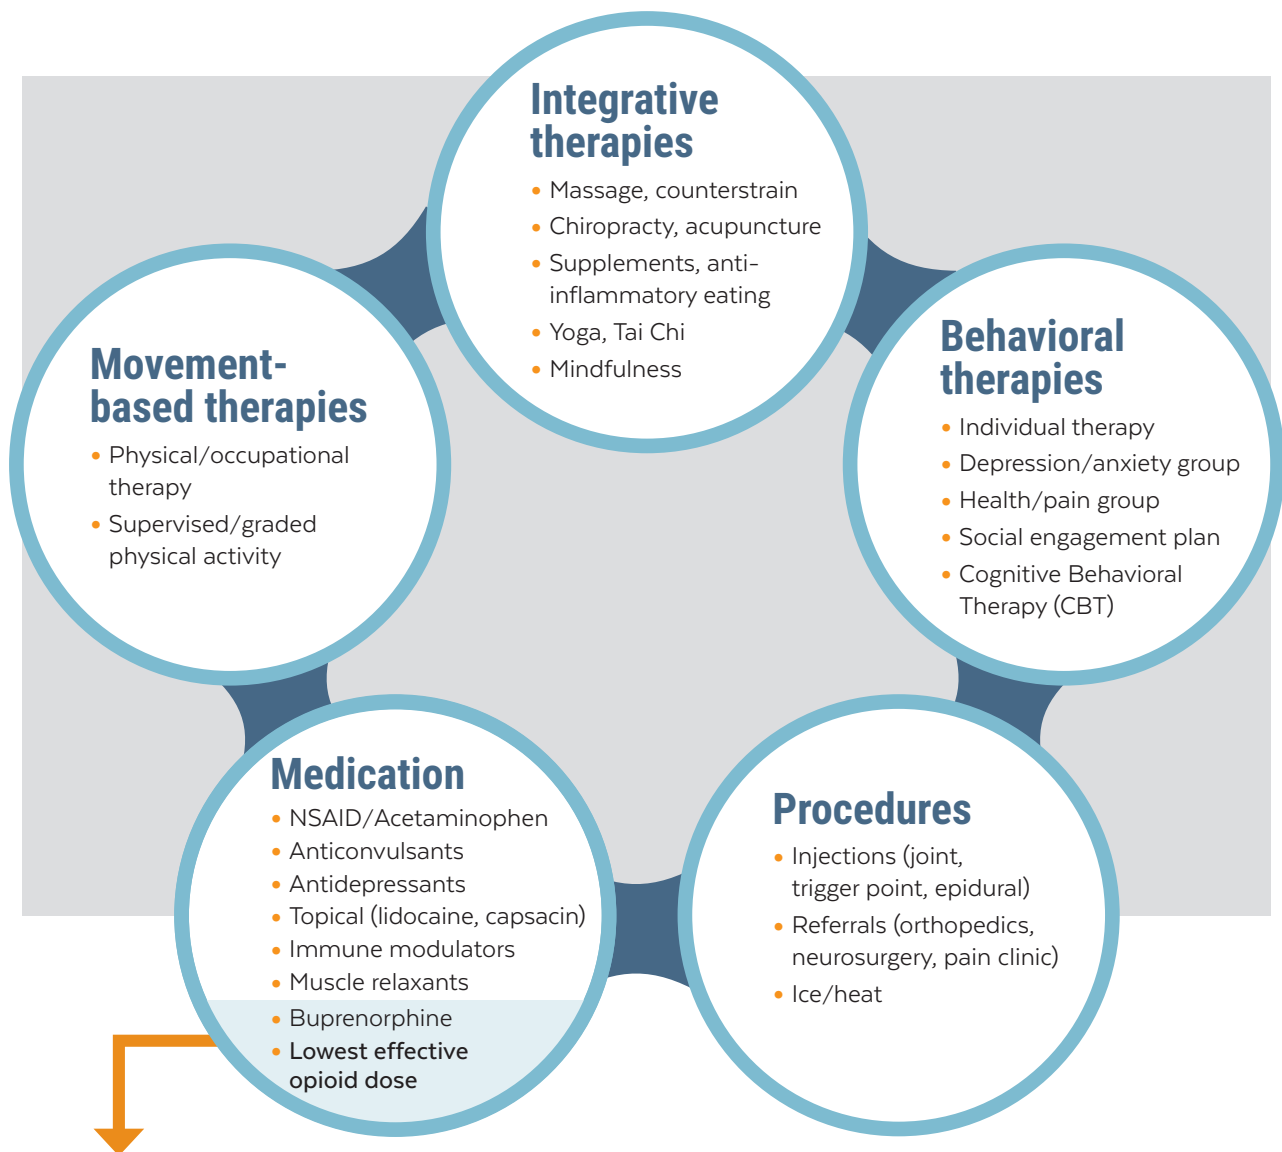 Integrative
therapies
• Massage, counterstrain
• Chiropracty, acupuncture
• Supplements, anti-
inflammatory eating
• Yoga, Tai Chi
• Mindfulness
Movement-
based therapies
• Physical/occupational
therapy
• Supervised/graded
physical activity
Behavioral
therapies
• Individual therapy
• Depression/anxiety group
• Health/pain group
• Social engagement plan
• Cognitive Behavioral
Therapy (CBT)
Medication
• NSAID/Acetaminophen
• Anticonvulsants
• Antidepressants
• Topical (lidocaine, capsacin)
• Immune modulators
• Muscle relaxants
• Buprenorphine
• Lowest effective
opioid dose
Procedures
• Injections (joint,
trigger point, epidural)
• Referrals (orthopedics,
neurosurgery, pain clinic)
• Ice/heat